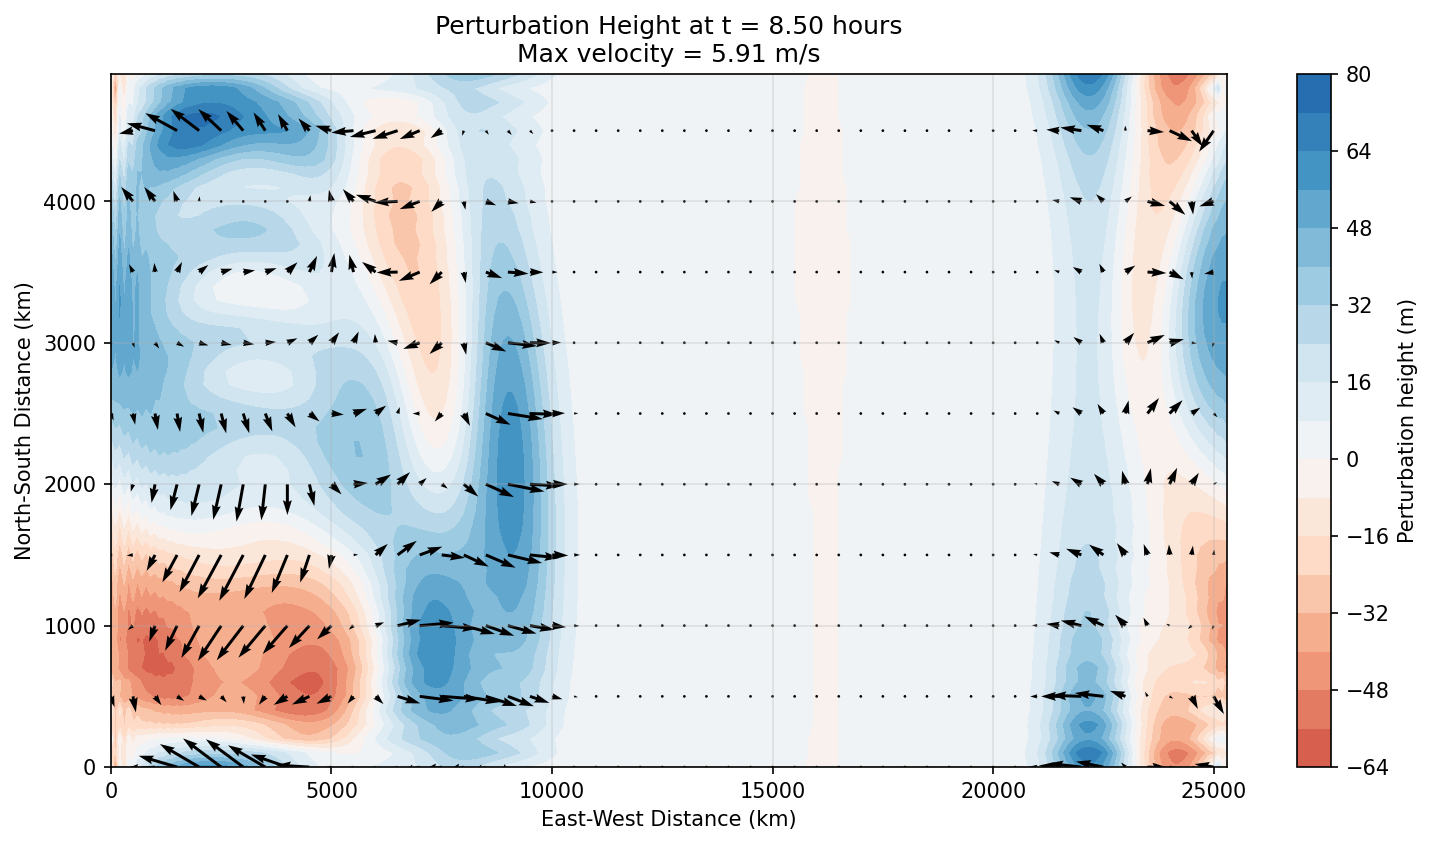 Perturbation Height at t = 8.50 hours
Max velocity = 5.91 m/s
North-South Distance (km)
4000
3000
2000
1000
0
0 5000 10000 15000 20000 25000
East-West Distance (km)
80
64
48
32
16
0
−16
−32
−48
−64
Perturbation height (m)